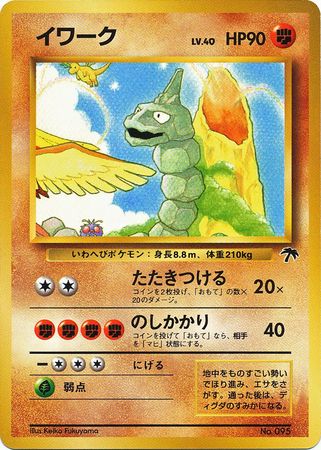 イワーク LV.40 HP90
いわへびポケモン：身長8.8m、体重210kg
たたきつける 20×
コインを2枚投げ、「おもて」の数×
20のダメージ。
のしかかり 40
コインを投げて「おもて」なら、相手
を「マヒ」状態にする。
にげる
弱点
地中をものすごい勢い
でほり進み、エサをさ
がす。通った後は、デ
ィグダのすみかになる。
Illus. Keiko Fukuyama
No.095